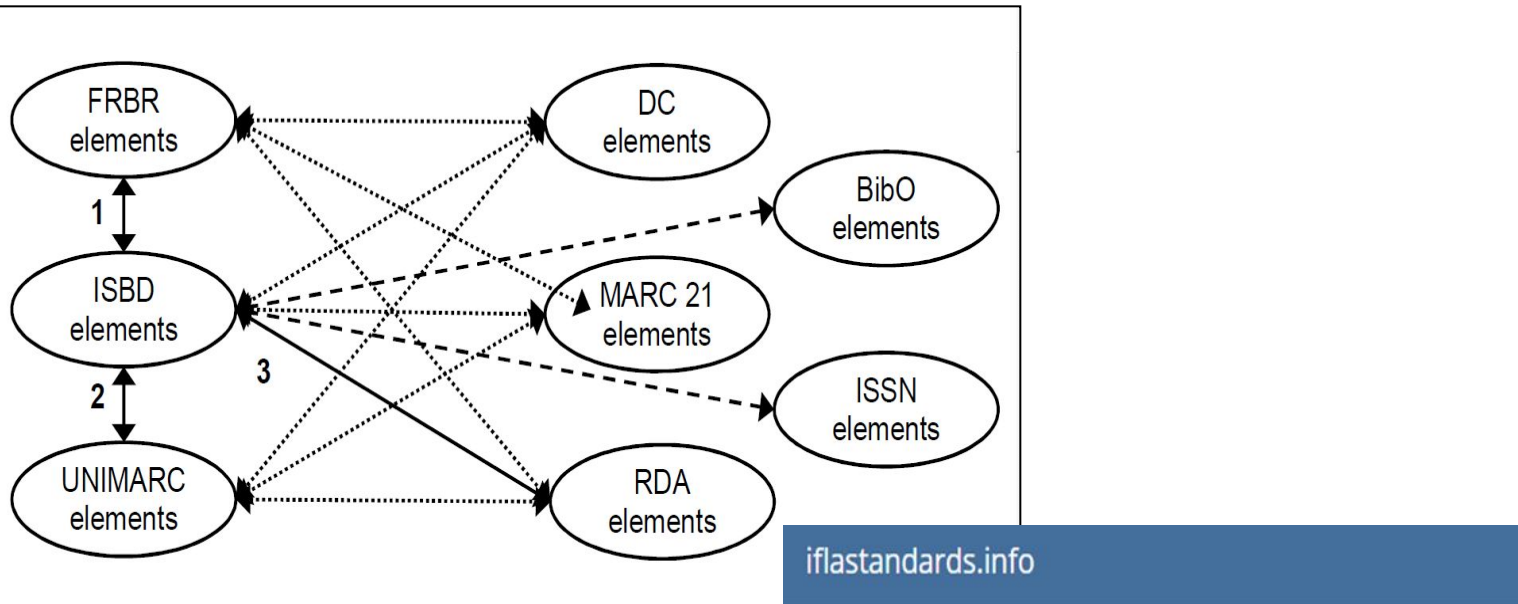 FRBR
elements
DC
elements
BibO
elements
1
ISBD
elements
MARC 21
elements
3
2
ISSN
elements
UNIMARC
elements
RDA
elements
iflastandards.info